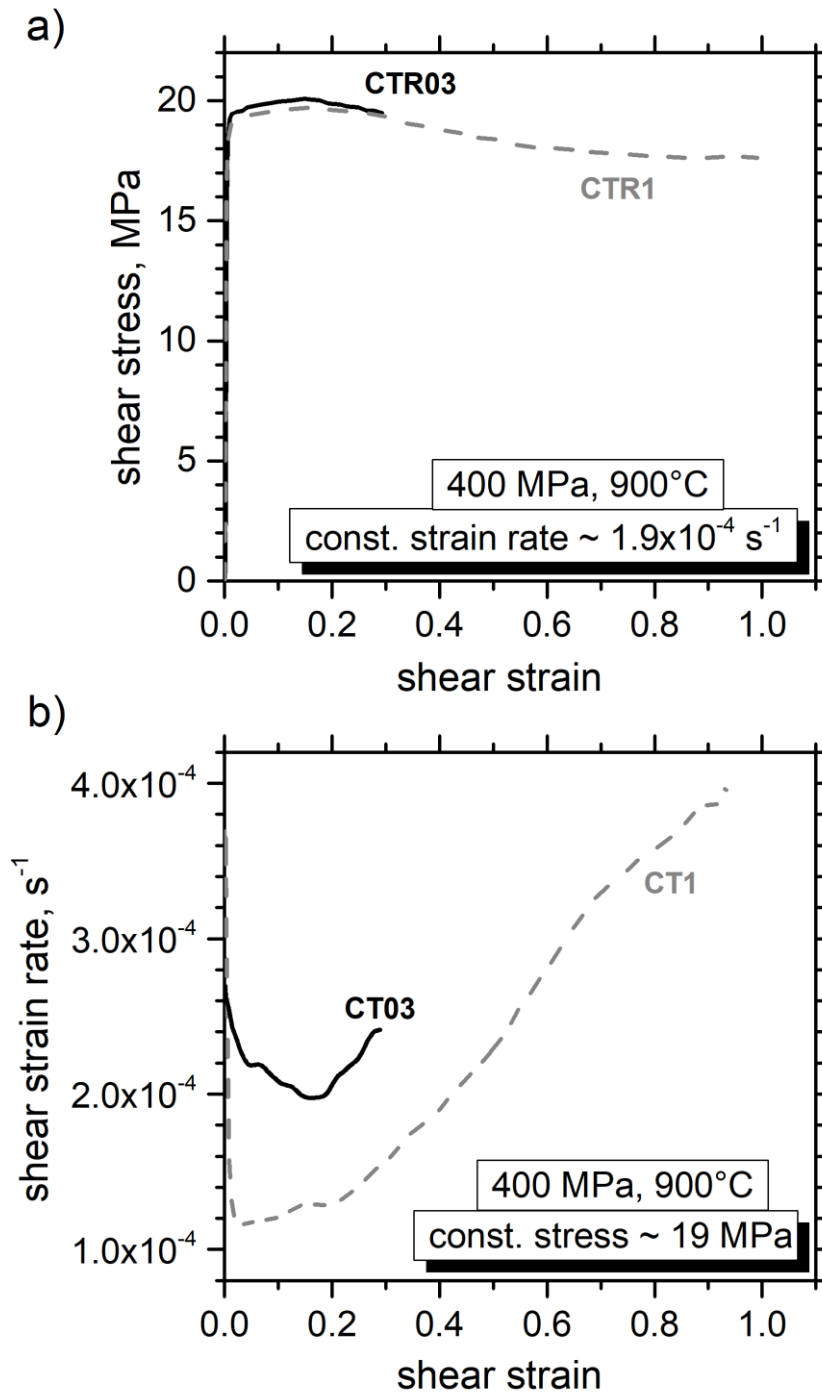 a)
20
15
10
5
0
shear stress, MPa
CTR03
CTR1
400 MPa, 900°C
const. strain rate ~ 1.9x10⁻⁴ s⁻¹
0.0 0.2 0.4 0.6 0.8 1.0
shear strain
b)
4.0x10⁻⁴
3.0x10⁻⁴
2.0x10⁻⁴
1.0x10⁻⁴
shear strain rate, s⁻¹
CT1
CT03
400 MPa, 900°C
const. stress ~ 19 MPa
0.0 0.2 0.4 0.6 0.8 1.0
shear strain